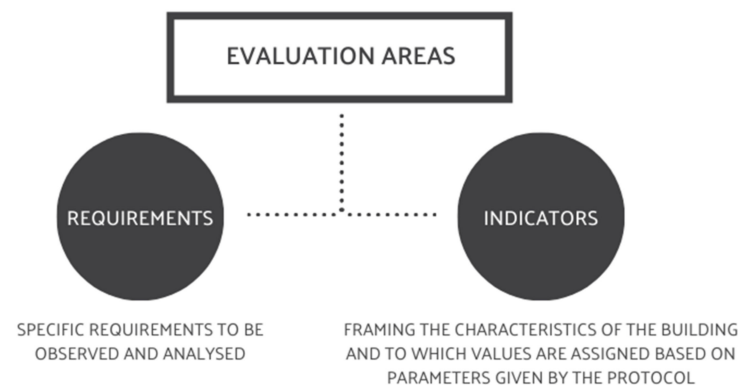 EVALUATION AREAS
REQUIREMENTS
INDICATORS
SPECIFIC REQUIREMENTS TO BE
OBSERVED AND ANALYSED
FRAMING THE CHARACTERISTICS OF THE BUILDING
AND TO WHICH VALUES ARE ASSIGNED BASED ON
PARAMETERS GIVEN BY THE PROTOCOL